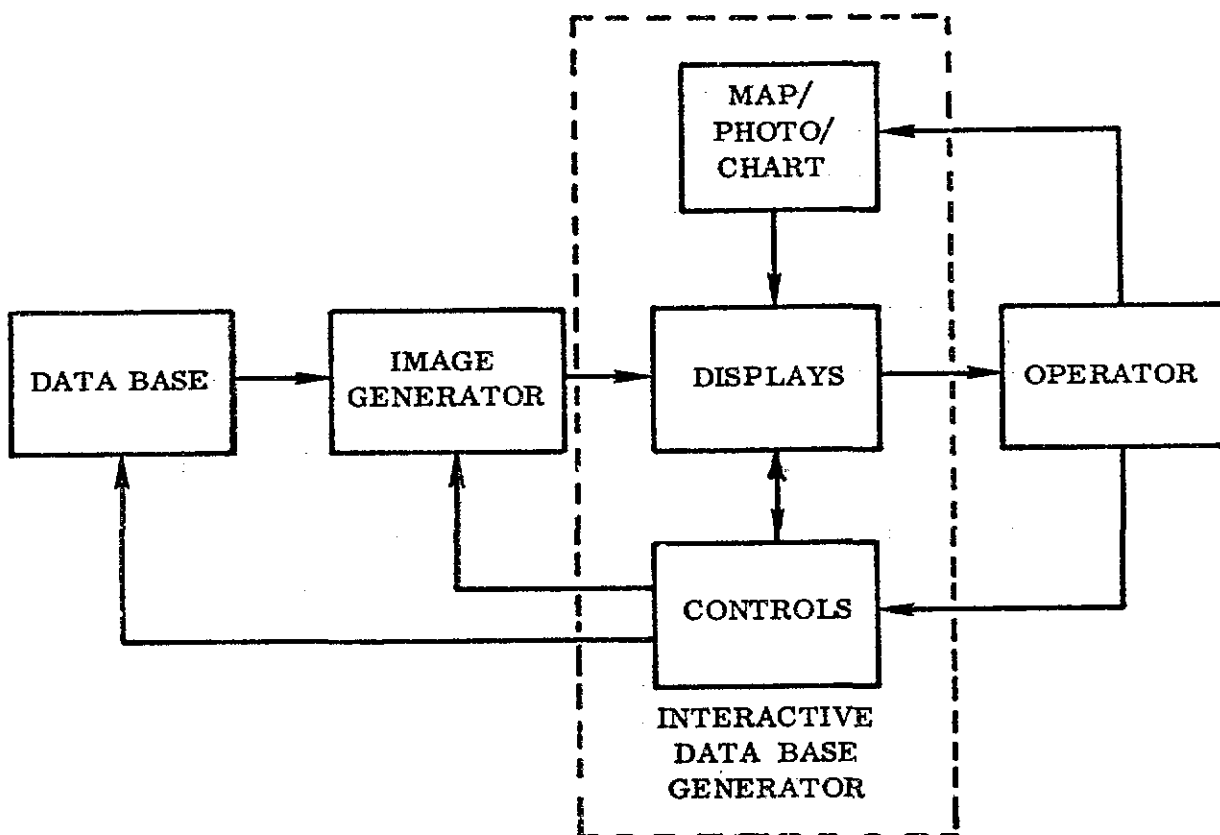 MAP/
PHOTO/
CHART
DATA BASE
IMAGE
GENERATOR
DISPLAYS
OPERATOR
CONTROLS
INTERACTIVE
DATA BASE
GENERATOR